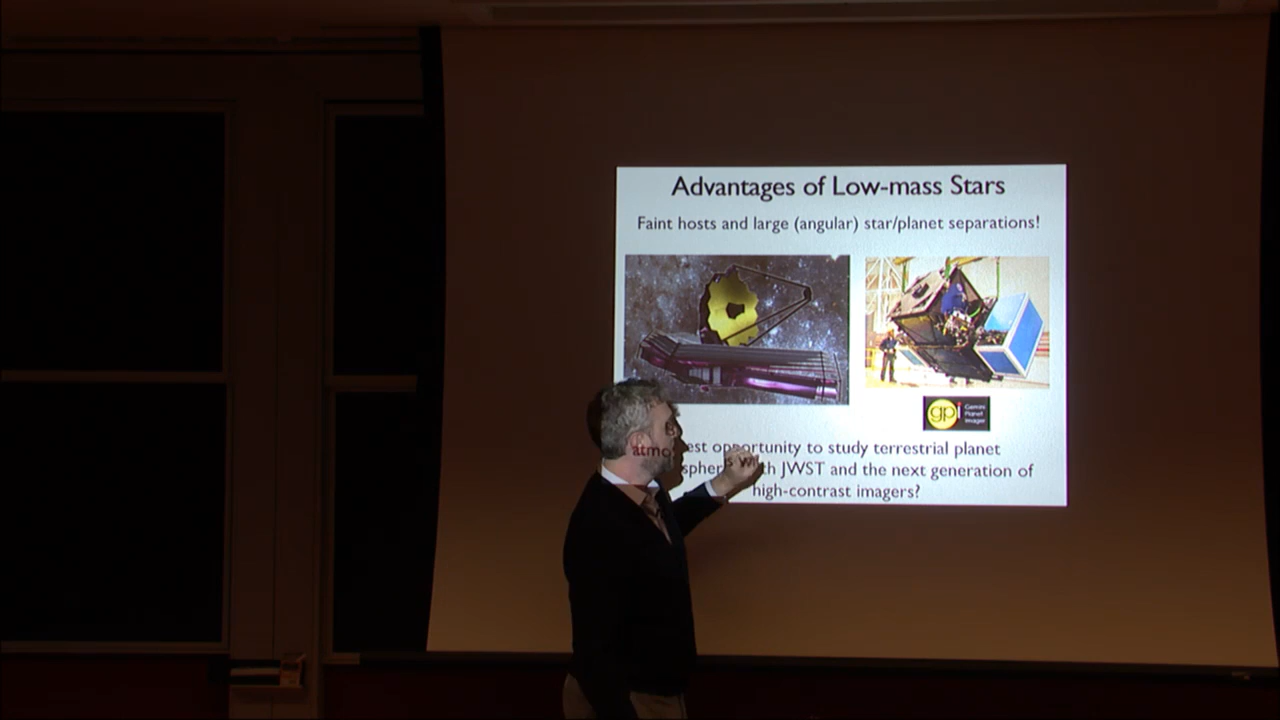 Advantages of Low-mass Stars
Faint hosts and large (angular) star/planet separations!
gpi Gemini
Planet
Imager
est opportunity to study terrestrial planet
atmospheres with JWST and the next generation of
high-contrast imagers?